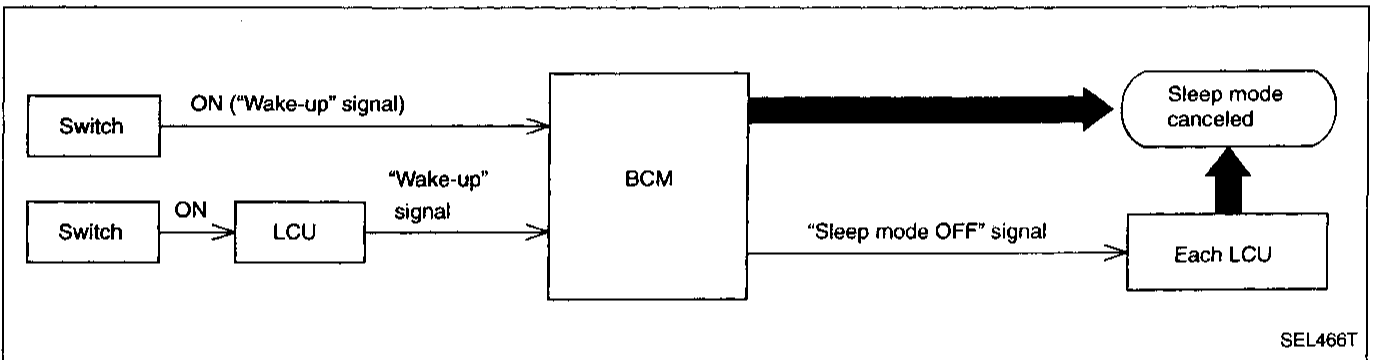 Switch
ON ("Wake-up" signal)
Switch
ON
LCU
"Wake-up"
signal
BCM
"Sleep mode OFF" signal
Sleep mode
canceled
Each LCU
SEL466T